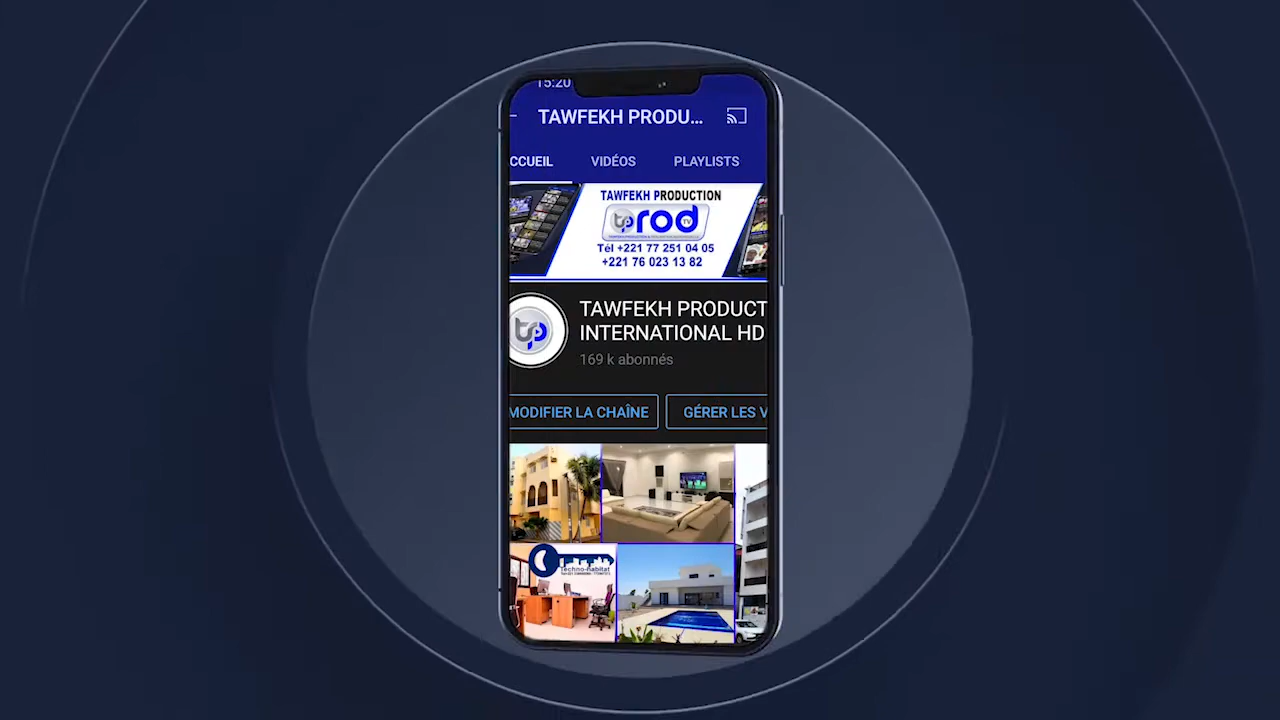 15:20
TAWFEKH PRODU...
CCUEIL VIDÉOS PLAYLISTS
TAWFEKH PRODUCTION
tprod TV
Tél +221 77 251 04 05
+221 76 023 13 82
TAWFEKH PRODUCT
INTERNATIONAL HD
169 k abonnés
MODIFIER LA CHAÎNE GÉRER LES V
Techno-habitat